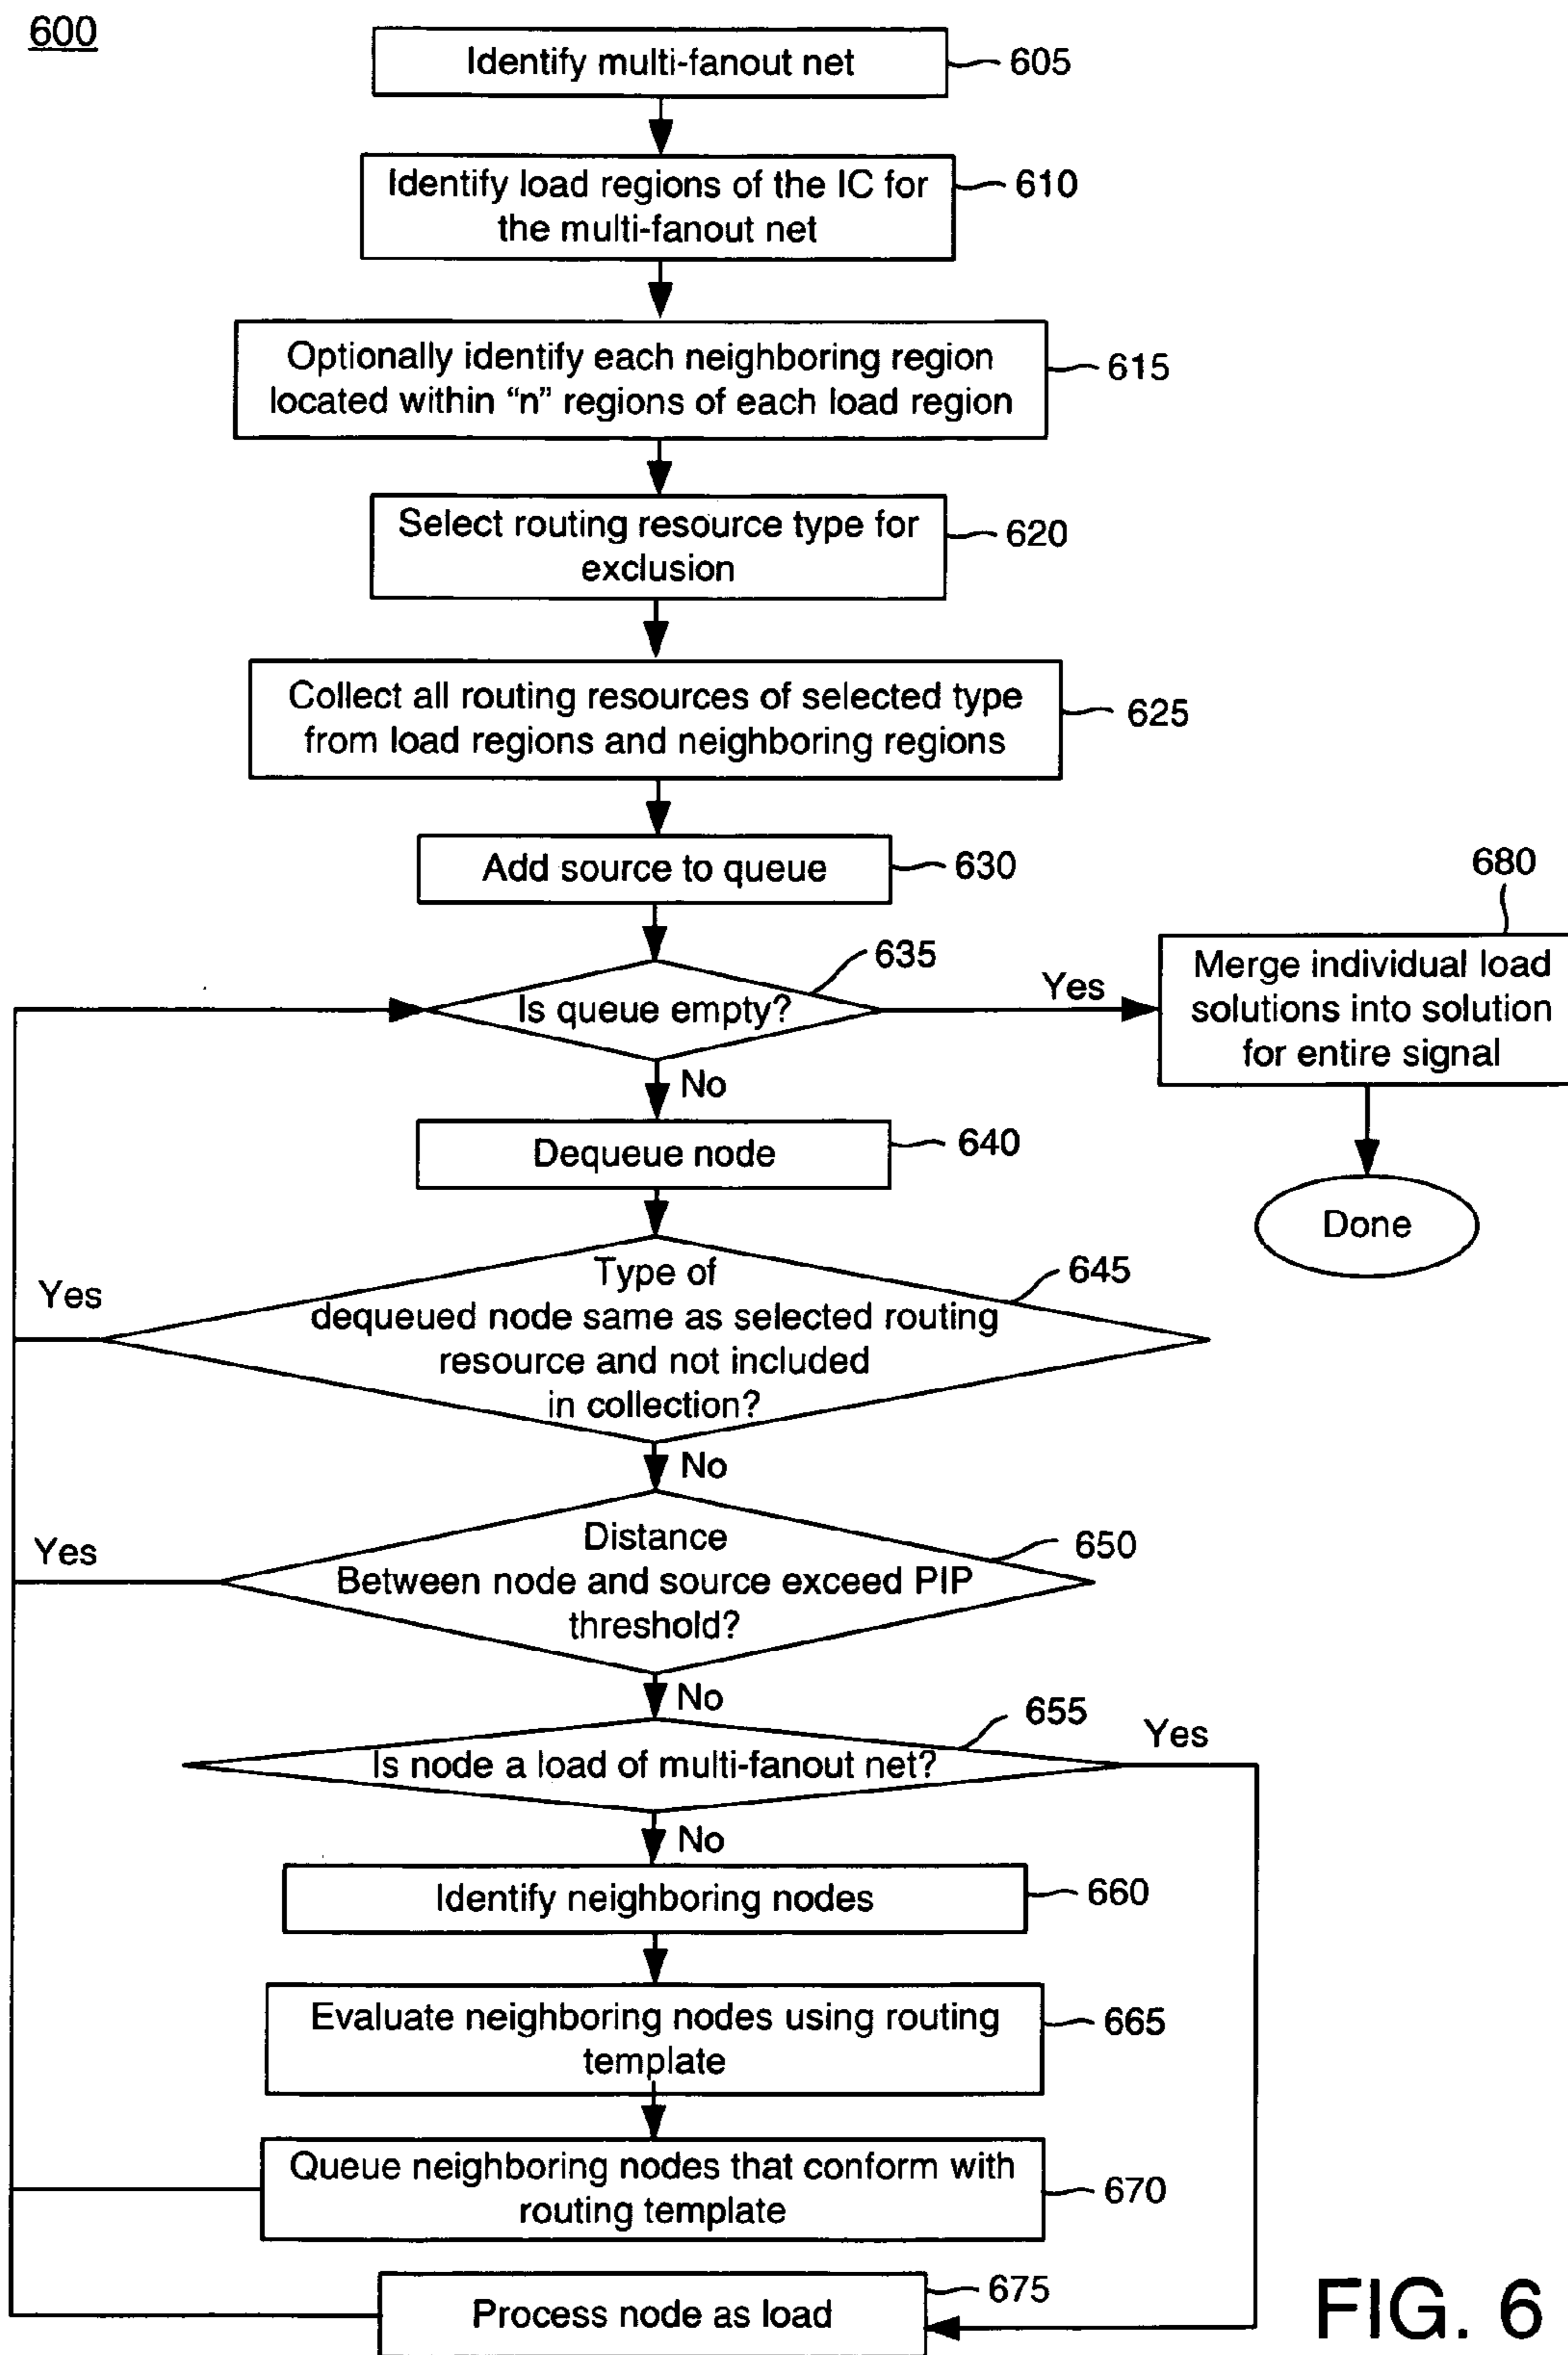 600
Identify multi-fanout net
605
Identify load regions of the IC for
the multi-fanout net
610
Optionally identify each neighboring region
located within “n” regions of each load region
615
Select routing resource type for
exclusion
620
Collect all routing resources of selected type
from load regions and neighboring regions
625
Add source to queue
630
680
635
Is queue empty?
Yes
Merge individual load
solutions into solution
for entire signal
No
Dequeue node
640
Done
Type of
dequeued node same as selected routing
resource and not included
in collection?
645
Yes
No
Distance
Between node and source exceed PIP
threshold?
650
Yes
No
Is node a load of multi-fanout net?
655
Yes
No
Identify neighboring nodes
660
Evaluate neighboring nodes using routing
template
665
Queue neighboring nodes that conform with
routing template
670
Process node as load
675
FIG. 6